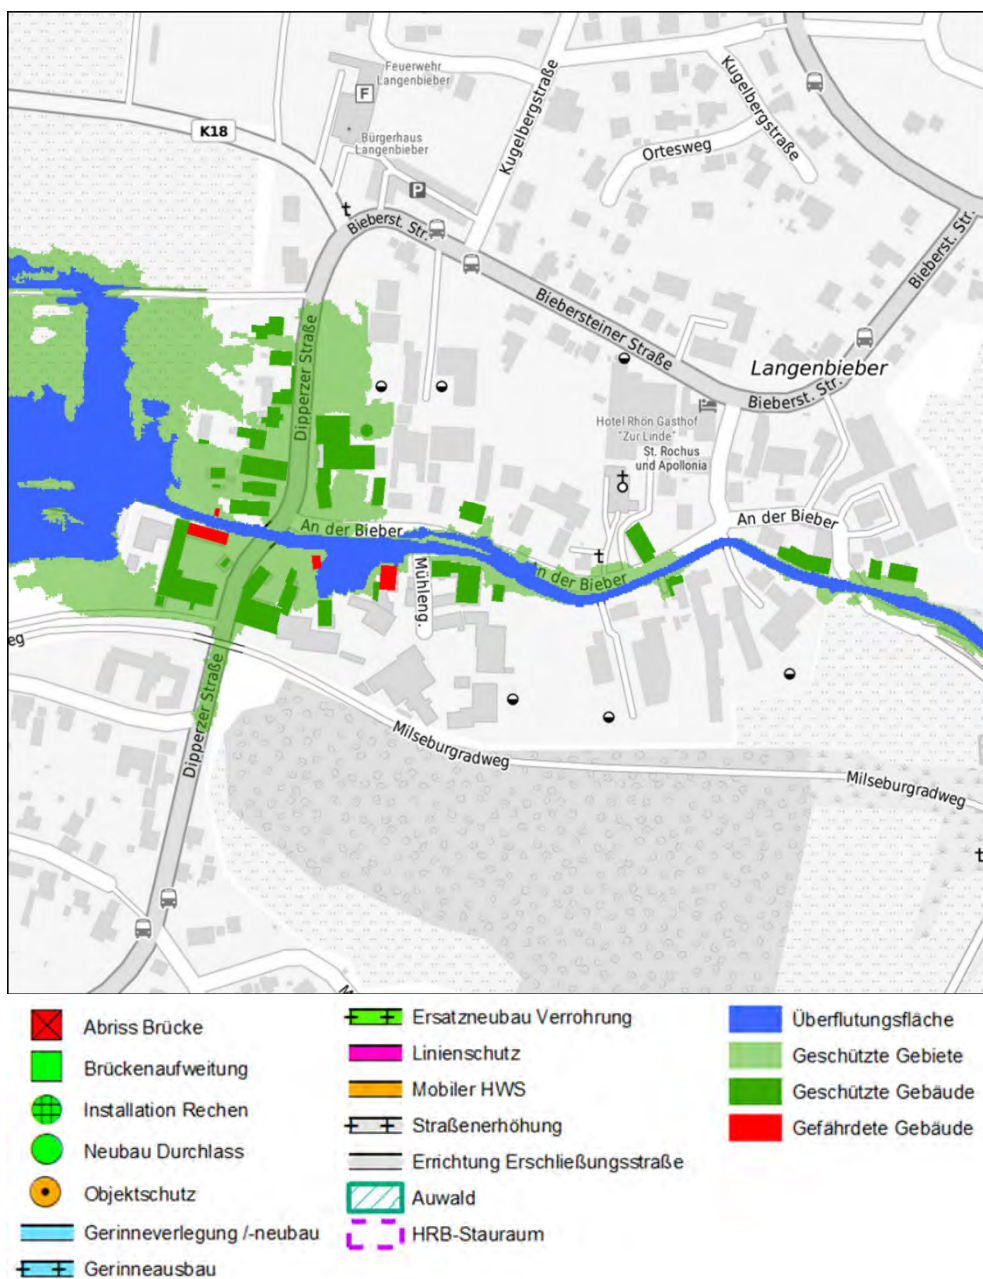 Feuerwehr
Langenbieber
F
K18
Bürgerhaus
Langenbieber
P
Kugelbergstraße
Kugelbergstraße
Ortesweg
Bieberst. Str.
Bieberst. Str.
Biebersteiner Straße
Langenbieber
Bieberst. Str.
Dipperzer Straße
Hotel Rhön Gasthof
"Zur Linde"
St. Rochus
und Apollonia
An der Bieber
An der Bieber
An der Bieber
Mühleng.
eg
Dipperzer Straße
Milseburgradweg
Milseburgradweg
Abriss Brücke
Brückenaufweitung
Installation Rechen
Neubau Durchlass
Objektschutz
Gerinneverlegung /-neubau
Gerinneausbau
Ersatzneubau Verrohrung
Linienschutz
Mobiler HWS
Straßenerhöhung
Errichtung Erschließungsstraße
Auwald
HRB-Stauraum
Überflutungsfläche
Geschützte Gebiete
Geschützte Gebäude
Gefährdete Gebäude